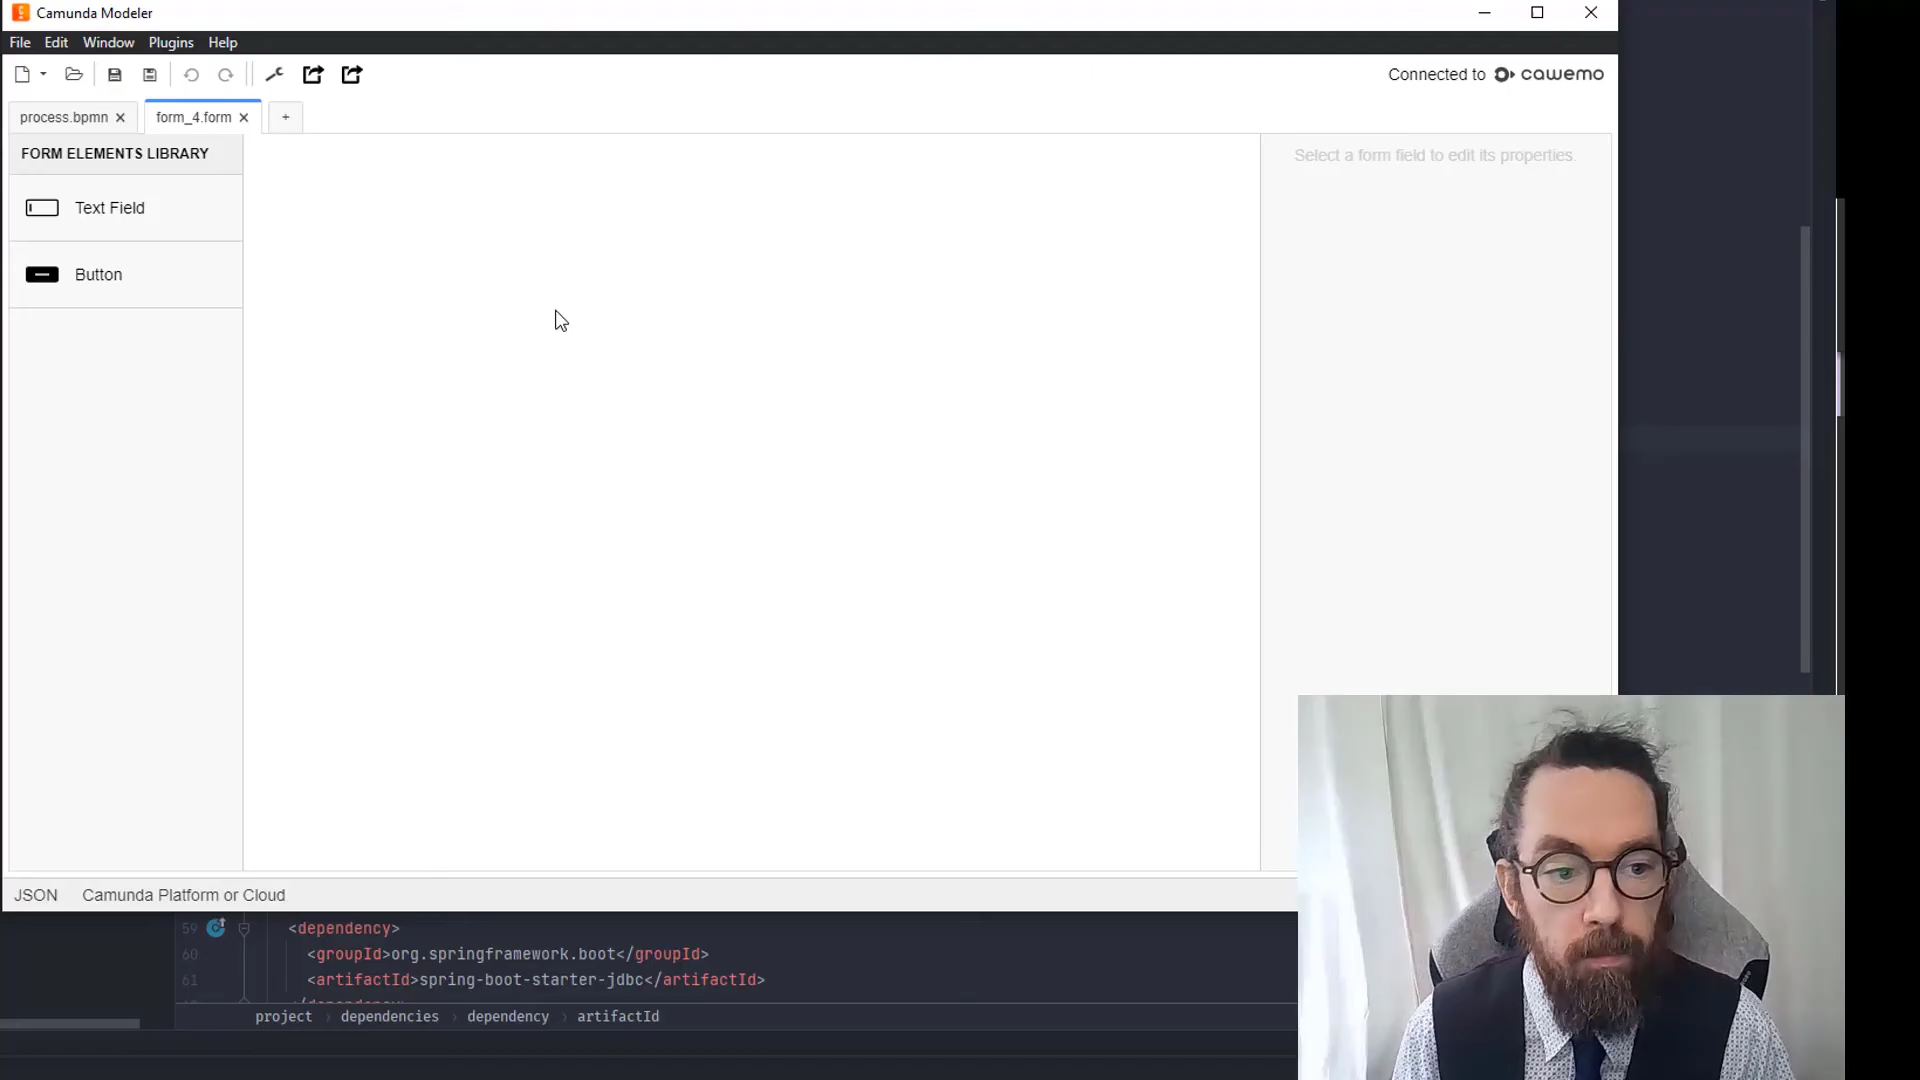 Camunda Modeler
File Edit Window Plugins Help
Connected to cawemo
process.bpmn
form_4.form
+
FORM ELEMENTS LIBRARY
Select a form field to edit its properties.
Text Field
Button
JSON Camunda Platform or Cloud
59 <dependency>
60 <groupId>org.springframework.boot</groupId>
61 <artifactId>spring-boot-starter-jdbc</artifactId>
project › dependencies › dependency › artifactId